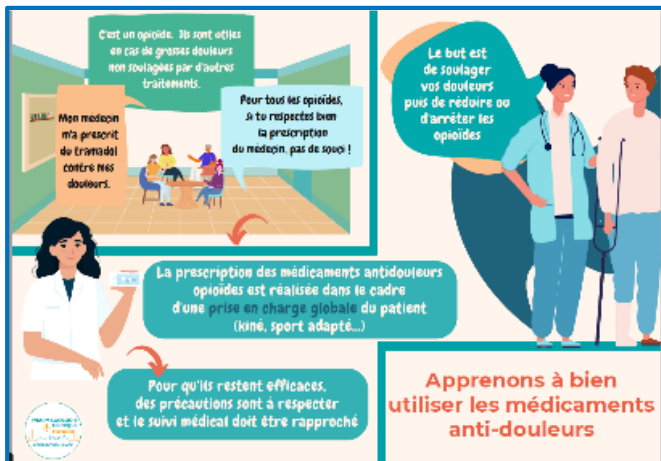 C'est un opioïde. Ils sont utiles
en cas de grosses douleurs
non soulagées par d'autres
traitements.
Mon medecin
m'a prescrit
du tramadol
contre mes
douleurs.
Pour tous les opioïdes,
si tu respectes bien
la prescription
du médecin, pas de souci !
Le but est
de soulager
vos douleurs
puis de réduire ou
d'arrêter les
opioïdes
La prescription des médicaments antidouleurs
opioïdes est réalisée dans le cadre
d'une prise en charge globale du patient
(kiné, sport adapté...)
Pour qu'ils restent efficaces,
des précautions sont à respecter
et le suivi médical doit être rapproché
Apprenons à bien
utiliser les médicaments
anti-douleurs